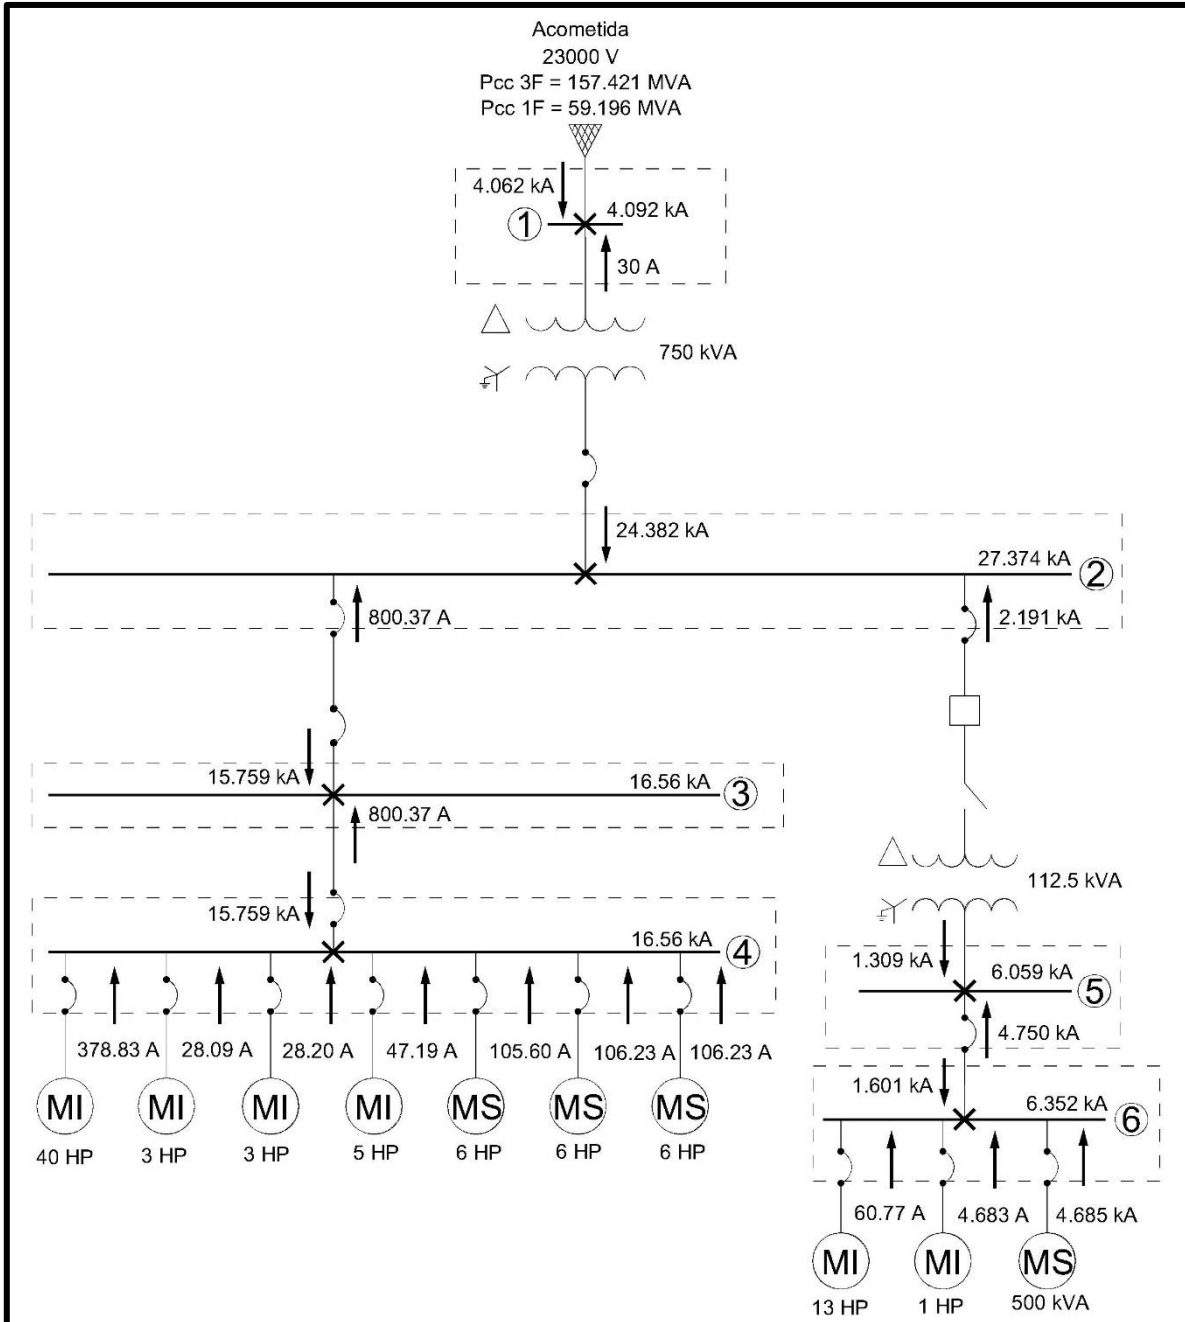 Acometida
23000 V
Pcc 3F = 157.421 MVA
Pcc 1F = 59.196 MVA
4.062 kA
4.092 kA
1
30 A
750 kVA
24.382 kA
27.374 kA
2
800.37 A
2.191 kA
15.759 kA
16.56 kA
3
800.37 A
112.5 kVA
15.759 kA
16.56 kA
4
1.309 kA
6.059 kA
5
4.750 kA
378.83 A
28.09 A
28.20 A
47.19 A
105.60 A
106.23 A
106.23 A
1.601 kA
6.352 kA
6
MI
MI
MI
MI
MS
MS
MS
40 HP
3 HP
3 HP
5 HP
6 HP
6 HP
6 HP
60.77 A
4.683 A
4.685 kA
MI
MI
MS
13 HP
1 HP
500 kVA